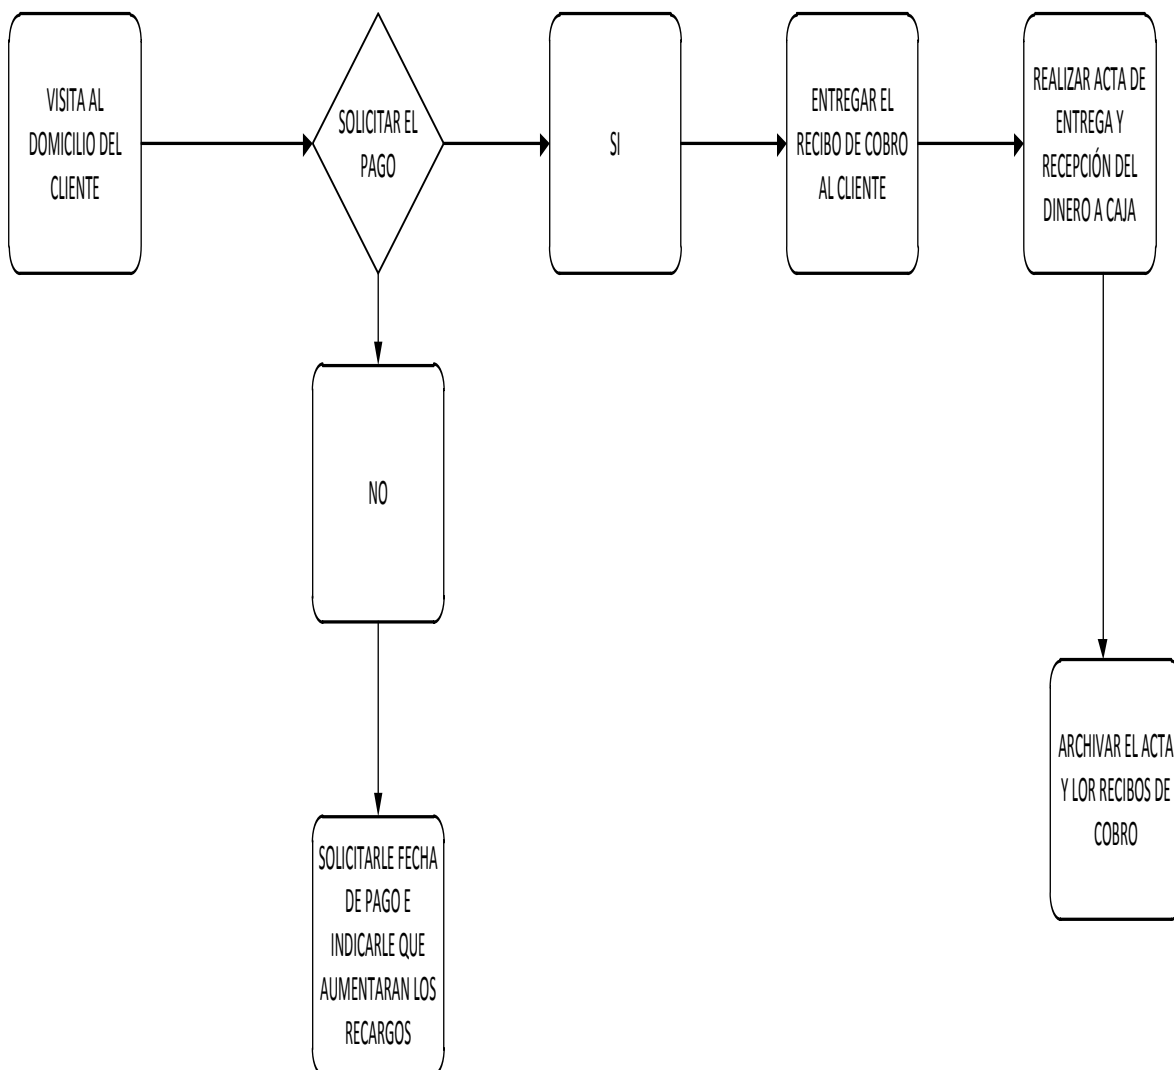 VISITA AL
DOMICILIO DEL
CLIENTE
SOLICITAR EL
PAGO
SI
ENTREGAR EL
RECIBO DE COBRO
AL CLIENTE
REALIZAR ACTA DE
ENTREGA Y
RECEPCIÓN DEL
DINERO A CAJA
NO
ARCHIVAR EL ACTA
Y LOR RECIBOS DE
COBRO
SOLICITARLE FECHA
DE PAGO E
INDICARLE QUE
AUMENTARAN LOS
RECARGOS